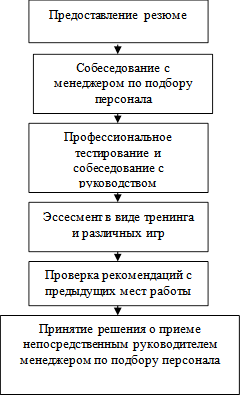 Предоставление резюме
Собеседование с
менеджером по подбору
персонала
Профессиональное
тестирование и
собеседование с
руководством
Эссесмент в виде тренинга
и различных игр
Проверка рекомендаций с
предыдущих мест работы
Принятие решения о приеме
непосредственным руководителем
менеджером по подбору персонала